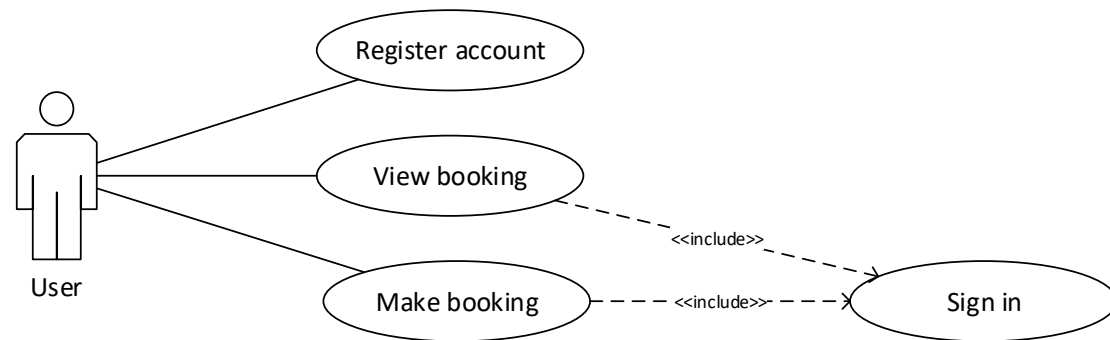 Register account
View booking
<<include>>
User
Make booking
<<include>>
Sign in